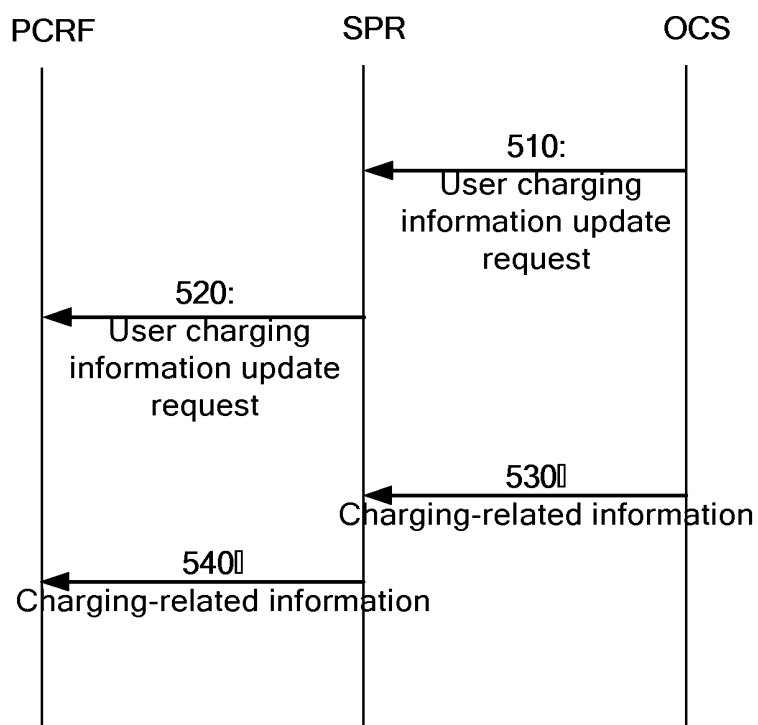 PCRF SPR OCS
510:
User charging
information update
request
520:
User charging
information update
request
530▯
Charging-related information
540▯
Charging-related information